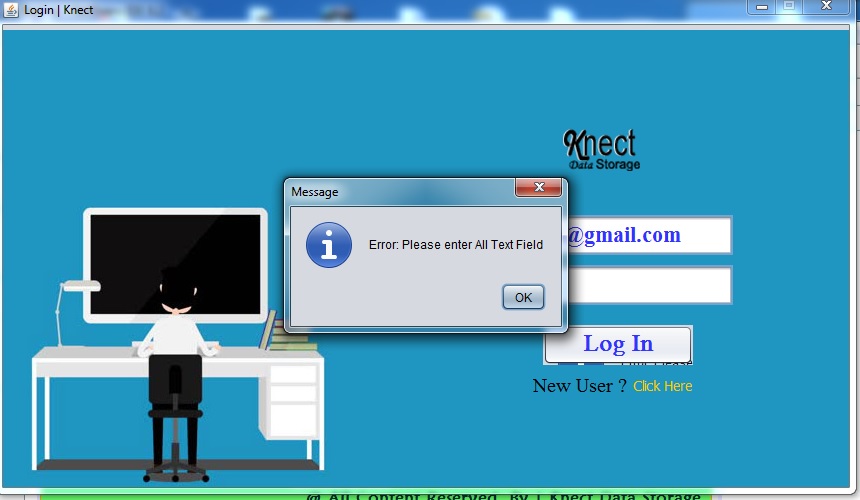 Login | Knect
Knect
Data Storage
Message
Error: Please enter All Text Field
OK
@gmail.com
Log In
New User ? Click Here
@ All Content Reserved By | Knect Data Storage